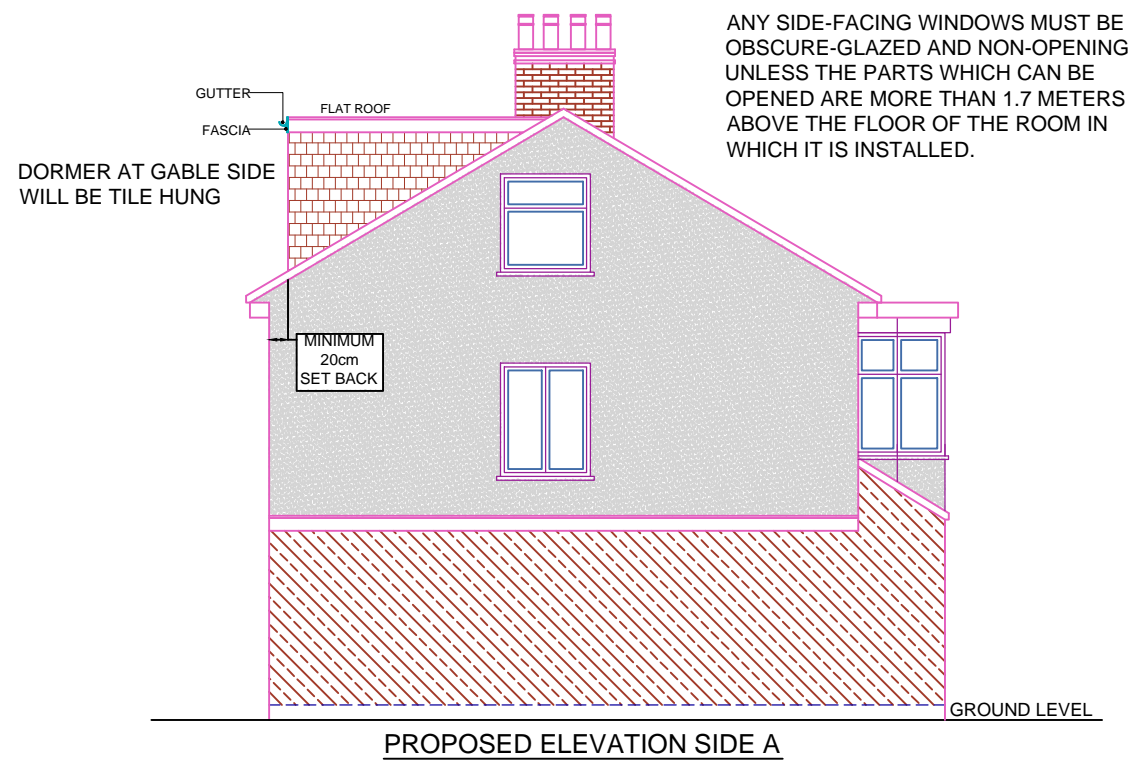 ANY SIDE-FACING WINDOWS MUST BE
OBSCURE-GLAZED AND NON-OPENING
UNLESS THE PARTS WHICH CAN BE
OPENED ARE MORE THAN 1.7 METERS
ABOVE THE FLOOR OF THE ROOM IN
WHICH IT IS INSTALLED.
GUTTER
FLAT ROOF
FASCIA
DORMER AT GABLE SIDE
WILL BE TILE HUNG
MINIMUM
20cm
SET BACK
GROUND LEVEL
PROPOSED ELEVATION SIDE A